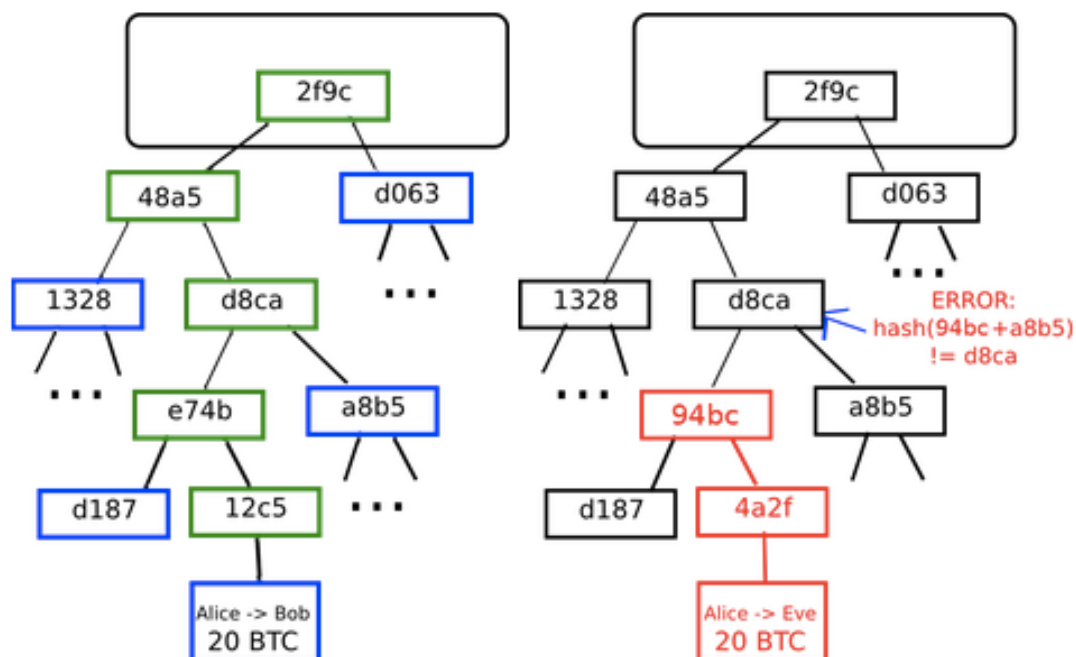 2f9c
48a5
d063
1328
d8ca
...
e74b
a8b5
...
d187
12c5
...
Alice -> Bob
20 BTC
2f9c
48a5
d063
...
1328
d8ca
ERROR:
hash(94bc+a8b5)
!= d8ca
...
94bc
a8b5
d187
4a2f
Alice -> Eve
20 BTC